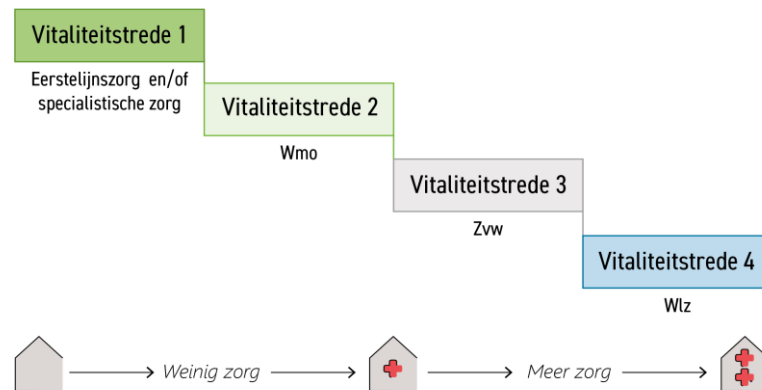 Vitaliteitstrede 1
Eerstelijnszorg en/of
specialistische zorg
Vitaliteitstrede 2
Wmo
Vitaliteitstrede 3
Zvw
Vitaliteitstrede 4
Wlz
Weinig zorg
Meer zorg